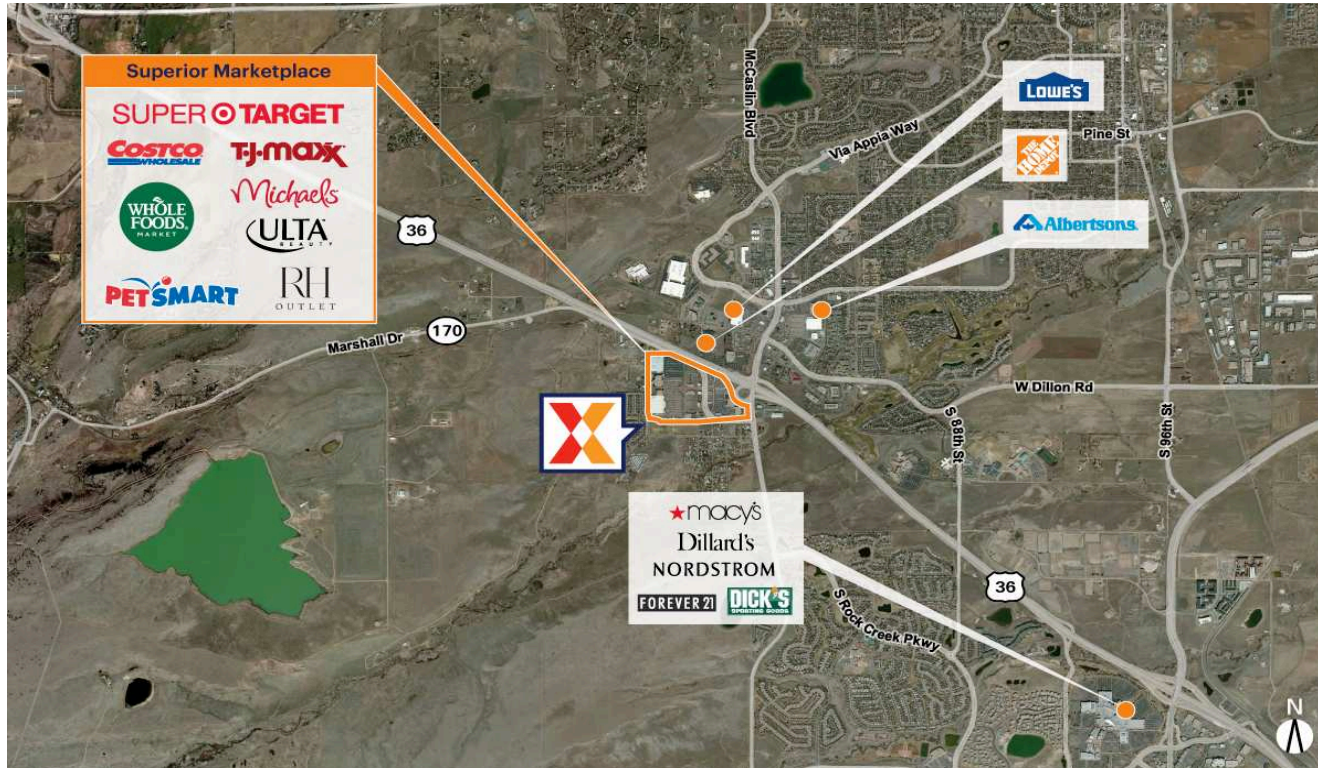 Superior Marketplace
SUPER TARGET
COSTCO WHOLESALE
T·J·maxx
WHOLE FOODS MARKET
Michaels
ULTA BEAUTY
PETSMART
RH OUTLET
36
Marshall Dr
170
McCaslin Blvd
Via Appia Way
LOWE'S
Pine St
THE HOME DEPOT
Albertsons
W Dillon Rd
S 88th St
S 96th St
macy's
Dillard's
NORDSTROM
FOREVER 21
DICK'S SPORTING GOODS
S Rock Creek Pkwy
36
N